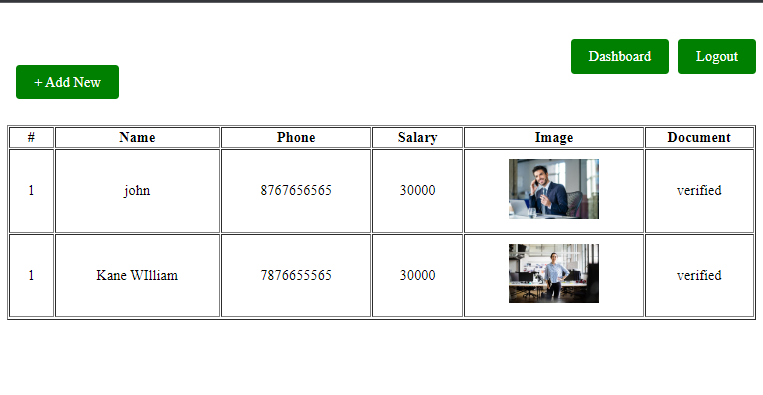 Dashboard Logout
+ Add New
# Name Phone Salary Image Document
1 john 8767656565 30000 verified
1 Kane WIlliam 7876655565 30000 verified